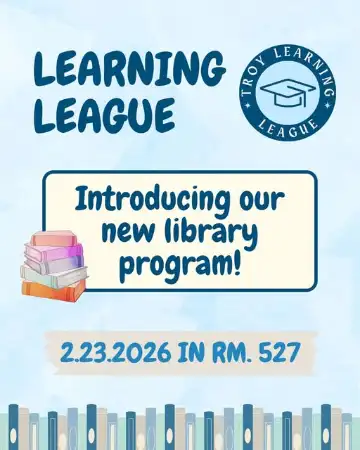 LEARNING
LEAGUE
TROY LEARNING
LEAGUE
Introducing our
new library
program!
2.23.2026 IN RM. 527